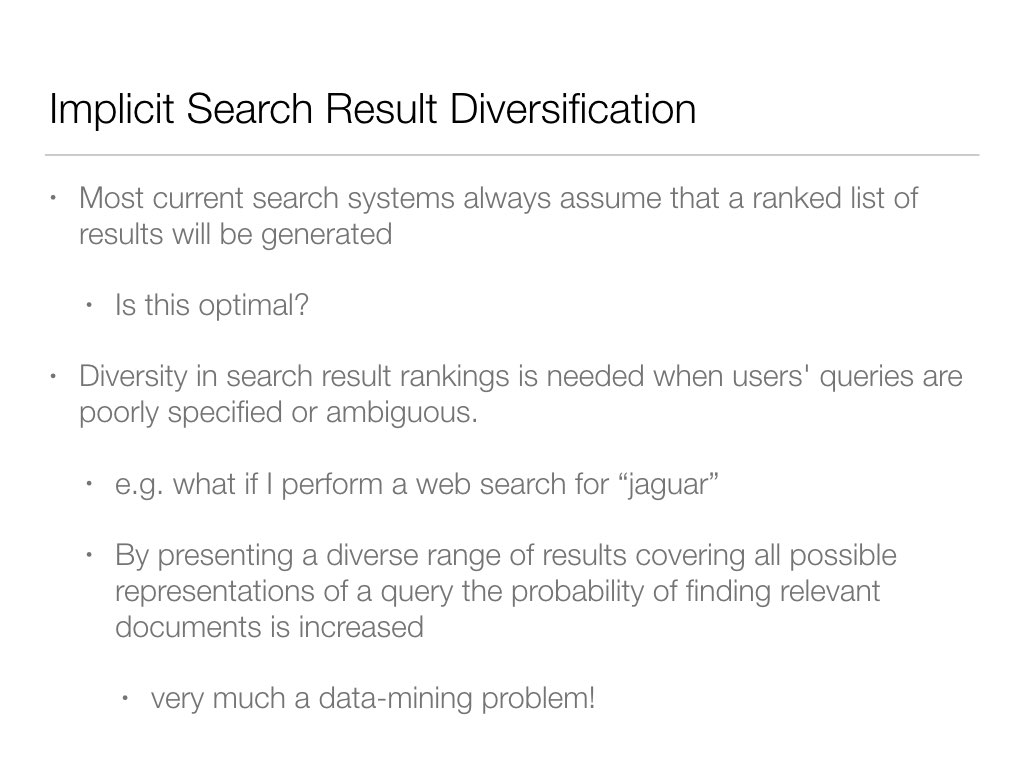 Implicit Search Result Diversification
• Most current search systems always assume that a ranked list of
results will be generated
• Is this optimal?
• Diversity in search result rankings is needed when users' queries are
poorly specified or ambiguous.
• e.g. what if I perform a web search for “jaguar”
• By presenting a diverse range of results covering all possible
representations of a query the probability of finding relevant
documents is increased
• very much a data-mining problem!